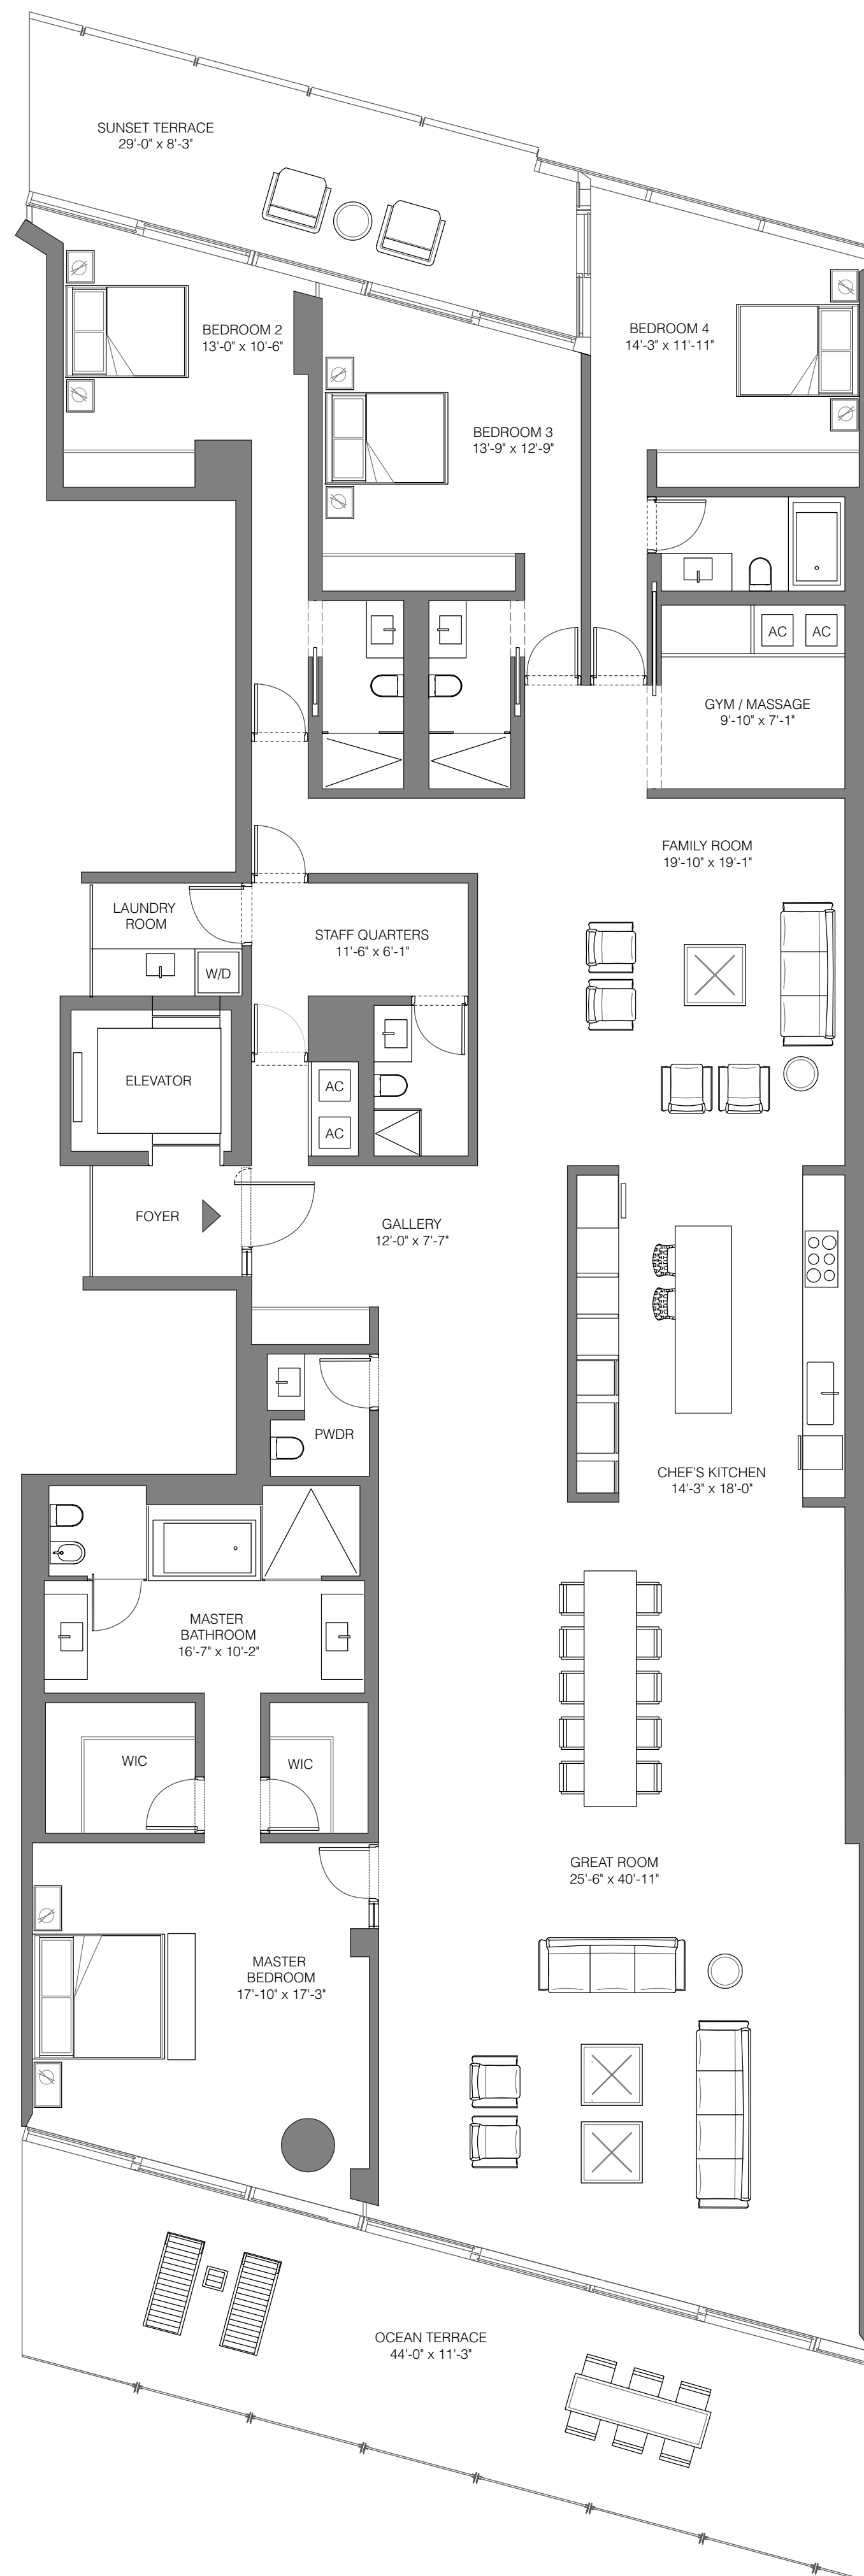 SUNSET TERRACE
29'-0" x 8'-3"
BEDROOM 2
13'-0" x 10'-6"
BEDROOM 4
14'-3" x 11'-11"
BEDROOM 3
13'-9" x 12'-9"
AC
AC
GYM / MASSAGE
9'-10" x 7'-1"
FAMILY ROOM
19'-10" x 19'-1"
LAUNDRY
ROOM
STAFF QUARTERS
11'-6" x 6'-1"
W/D
ELEVATOR
AC
AC
FOYER
GALLERY
12'-0" x 7'-7"
PWDR
CHEF'S KITCHEN
14'-3" x 18'-0"
MASTER
BATHROOM
16'-7" x 10'-2"
WIC
WIC
GREAT ROOM
25'-6" x 40'-11"
MASTER
BEDROOM
17'-10" x 17'-3"
OCEAN TERRACE
44'-0" x 11'-3"